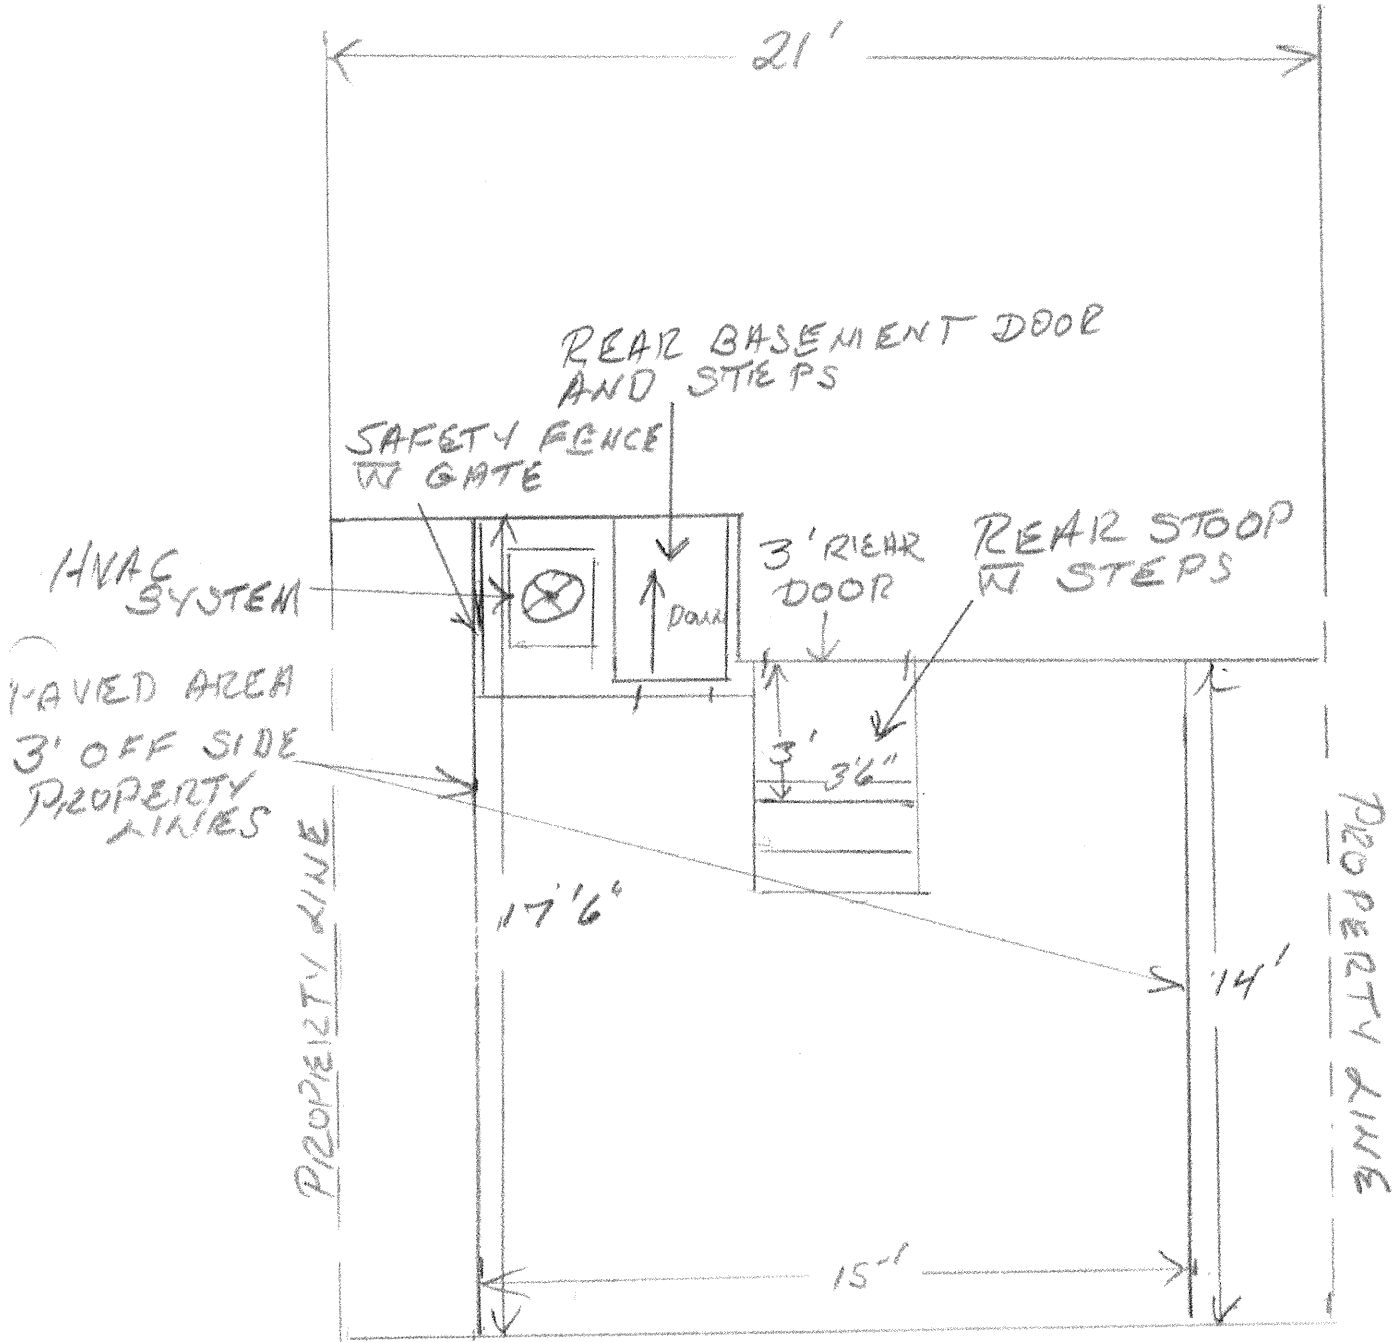 21'
REAR BASEMENT DOOR
AND STEPS
SAFETY FENCE
W GATE
HVAC
SYSTEM
3' REAR
DOOR
REAR STOOP
W STEPS
DOWN
PAVED AREA
3' OFF SIDE
PROPERTY
LINES
3'
3'6"
17'6"
14'
15'
PROPERTY LINE
PROPERTY LINE